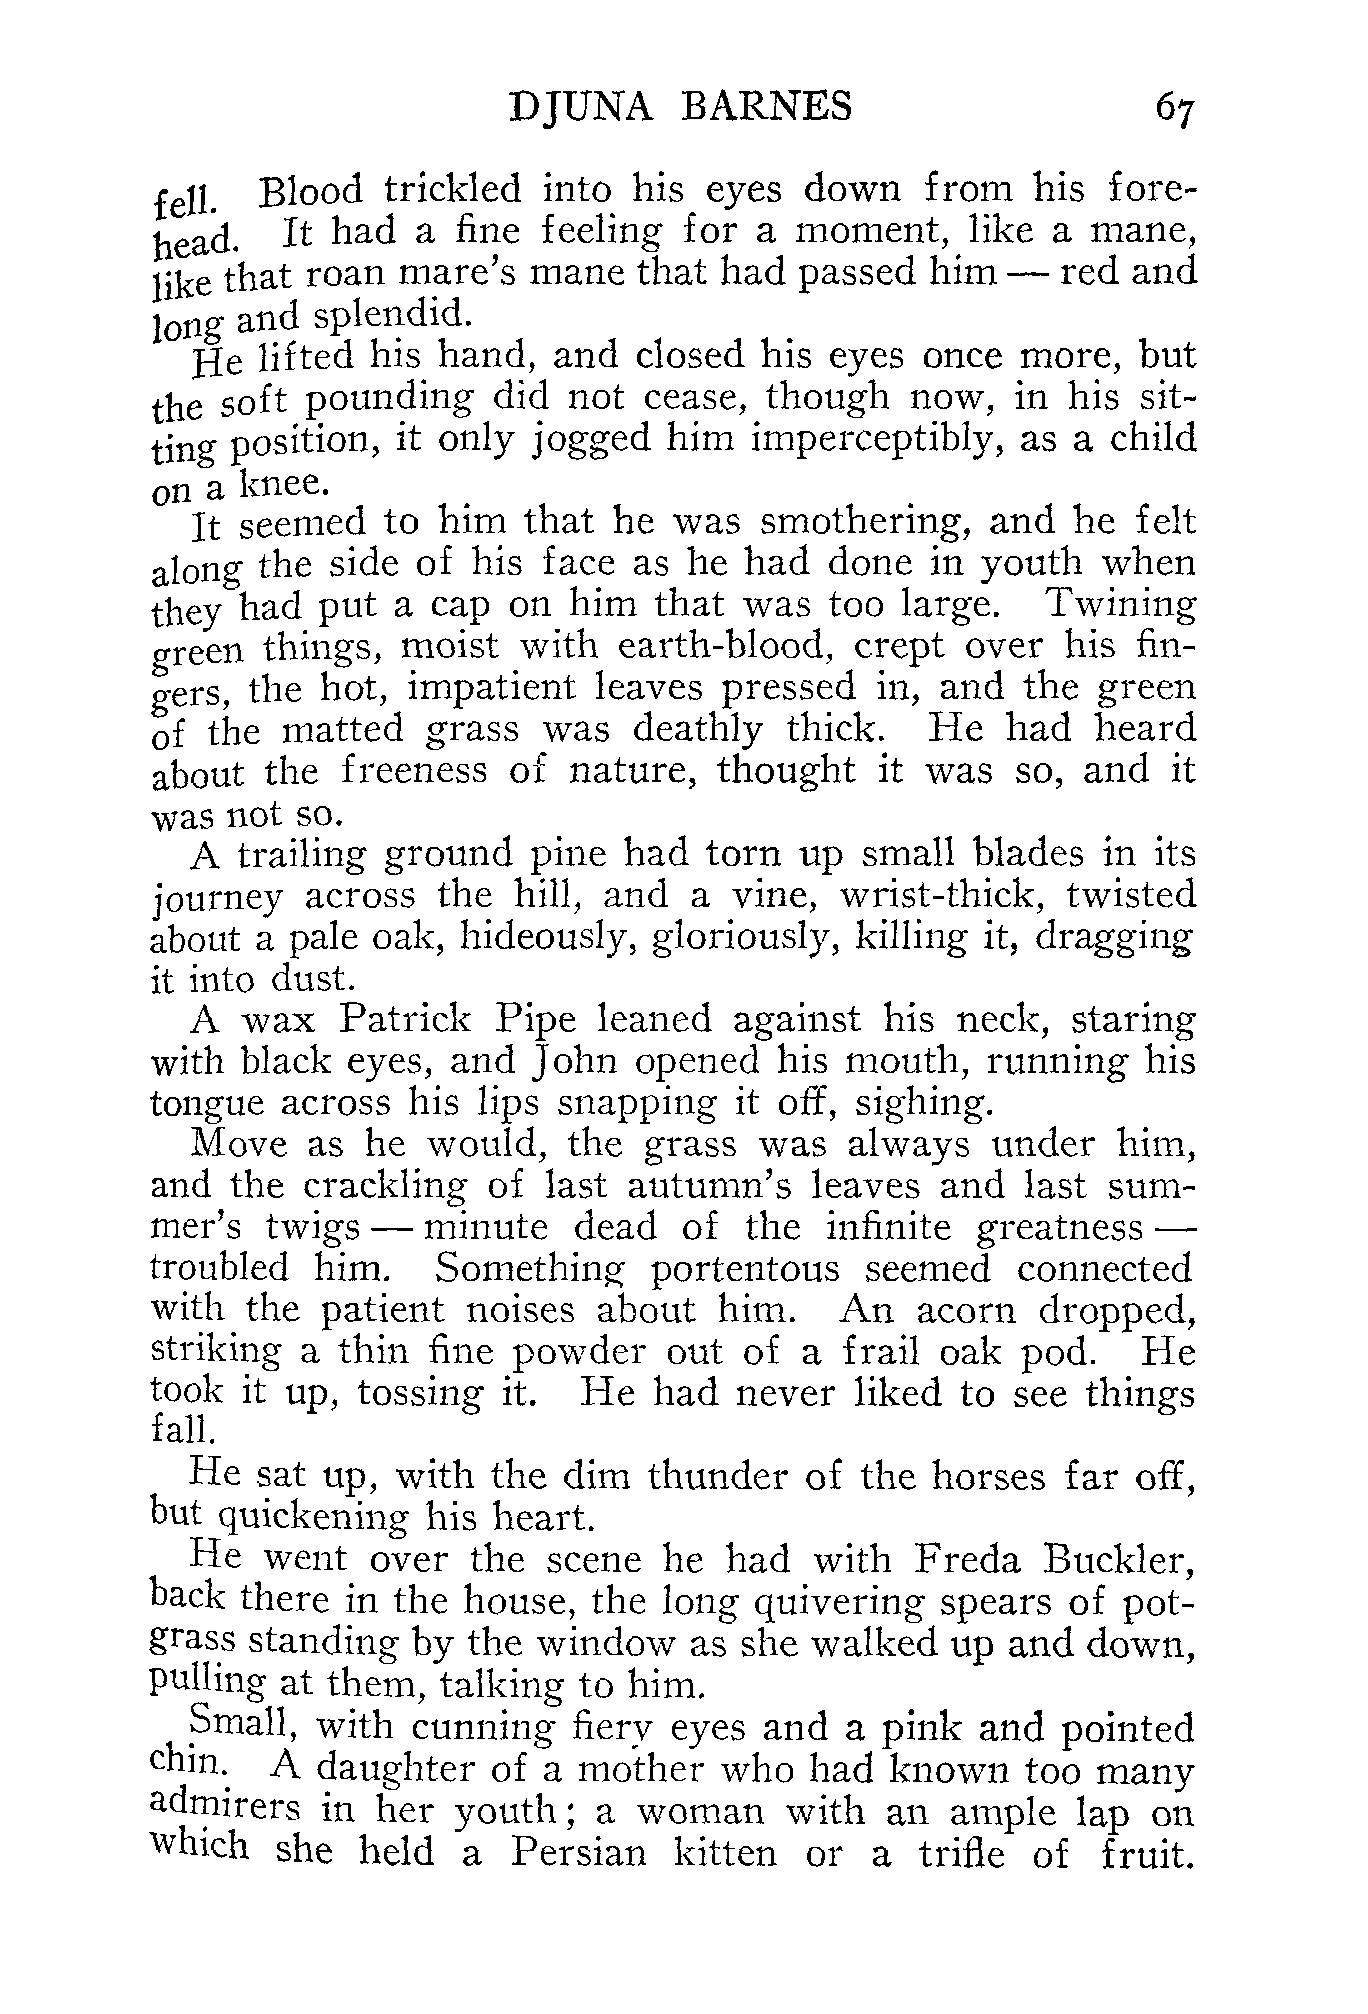 DJUNA BARNES 67
fell. Blood trickled into his eyes down from his fore-
head. It had a fine feeling for a moment, like a mane,
like that roan mare's mane that had passed him — red and
long and splendid.
He lifted his hand, and closed his eyes once more, but
the soft pounding did not cease, though now, in his sit-
ting position, it only jogged him imperceptibly, as a child
on a knee.
It seemed to him that he was smothering, and he felt
along the side of his face as he had done in youth when
they had put a cap on him that was too large. Twining
green things, moist with earth-blood, crept over his fin-
gers, the hot, impatient leaves pressed in, and the green
of the matted grass was deathly thick. He had heard
about the freeness of nature, thought it was so, and it
was not so.
A trailing ground pine had torn up small blades in its
journey across the hill, and a vine, wrist-thick, twisted
about a pale oak, hideously, gloriously, killing it, dragging
it into dust.
A wax Patrick Pipe leaned against his neck, staring
with black eyes, and John opened his mouth, running his
tongue across his lips snapping it off, sighing.
Move as he would, the grass was always under him,
and the crackling of last autumn's leaves and last sum-
mer's twigs — minute dead of the infinite greatness —
troubled him. Something portentous seemed connected
with the patient noises about him. An acorn dropped,
striking a thin fine powder out of a frail oak pod. He
took it up, tossing it. He had never liked to see things
fall.
He sat up, with the dim thunder of the horses far off,
but quickening his heart.
He went over the scene he had with Freda Buckler,
back there in the house, the long quivering spears of pot-
grass standing by the window as she walked up and down,
pulling at them, talking to him.
Small, with cunning fiery eyes and a pink and pointed
chin. A daughter of a mother who had known too many
admirers in her youth; a woman with an ample lap on
which she held a Persian kitten or a trifle of fruit.